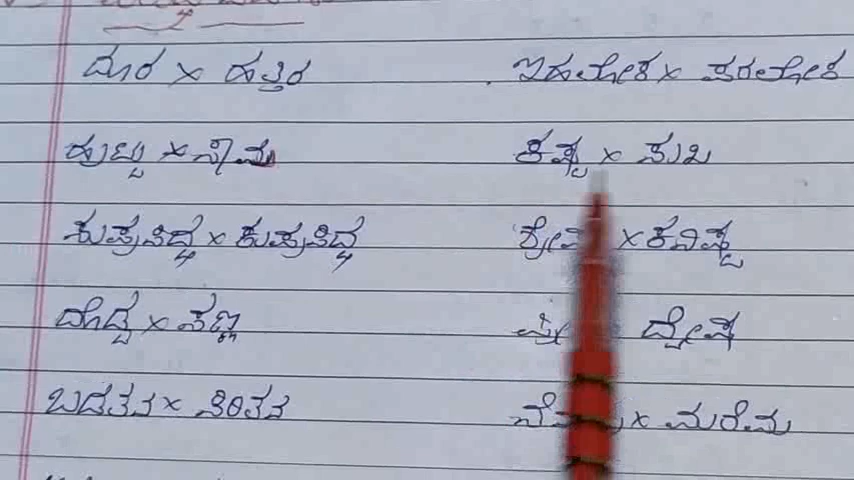 ದೂರ × ಹತ್ತಿರ
ಇಹಲೋಕ × ಪರಲೋಕ
ಹುಟ್ಟು × ಸಾವು
ಕಷ್ಟ × ಸುಖ
ಸುಪ್ರಸಿದ್ಧ × ಕುಪ್ರಸಿದ್ಧ
× ಕನಿಷ್ಠ
ದೊಡ್ಡ × ಸಣ್ಣ
ದ್ವೇಷ
ಬಡತನ × ಸಿರಿತನ
× ಮರೆವು